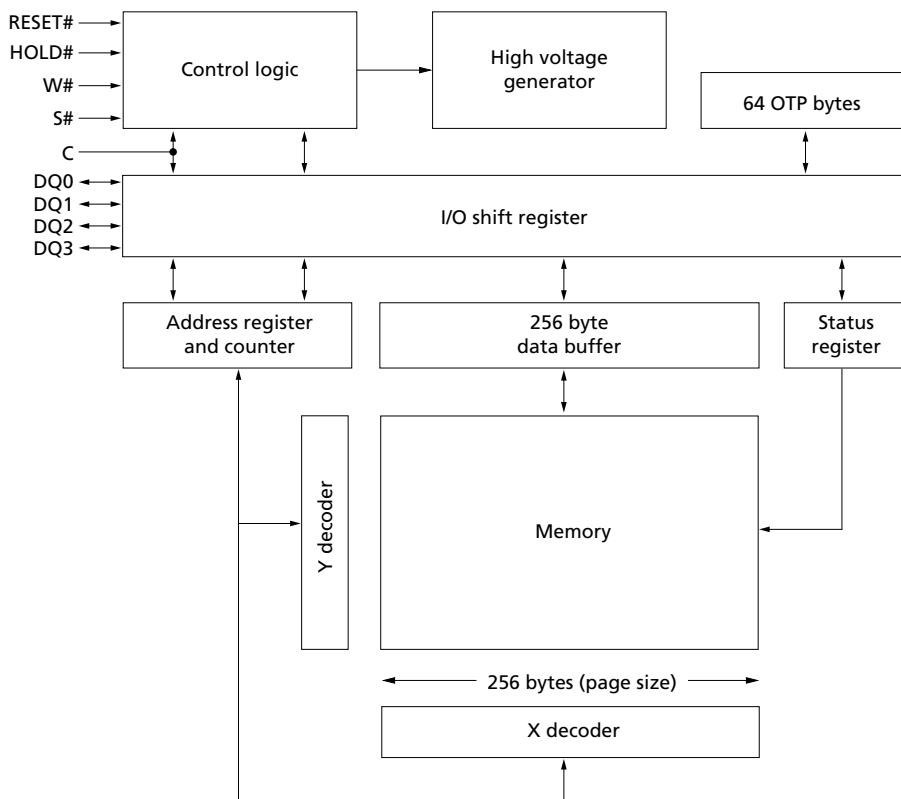 RESET#
HOLD#
W#
S#
C
Control logic
High voltage
generator
64 OTP bytes
DQ0
DQ1
DQ2
DQ3
I/O shift register
Address register
and counter
256 byte
data buffer
Status
register
Y decoder
Memory
256 bytes (page size)
X decoder